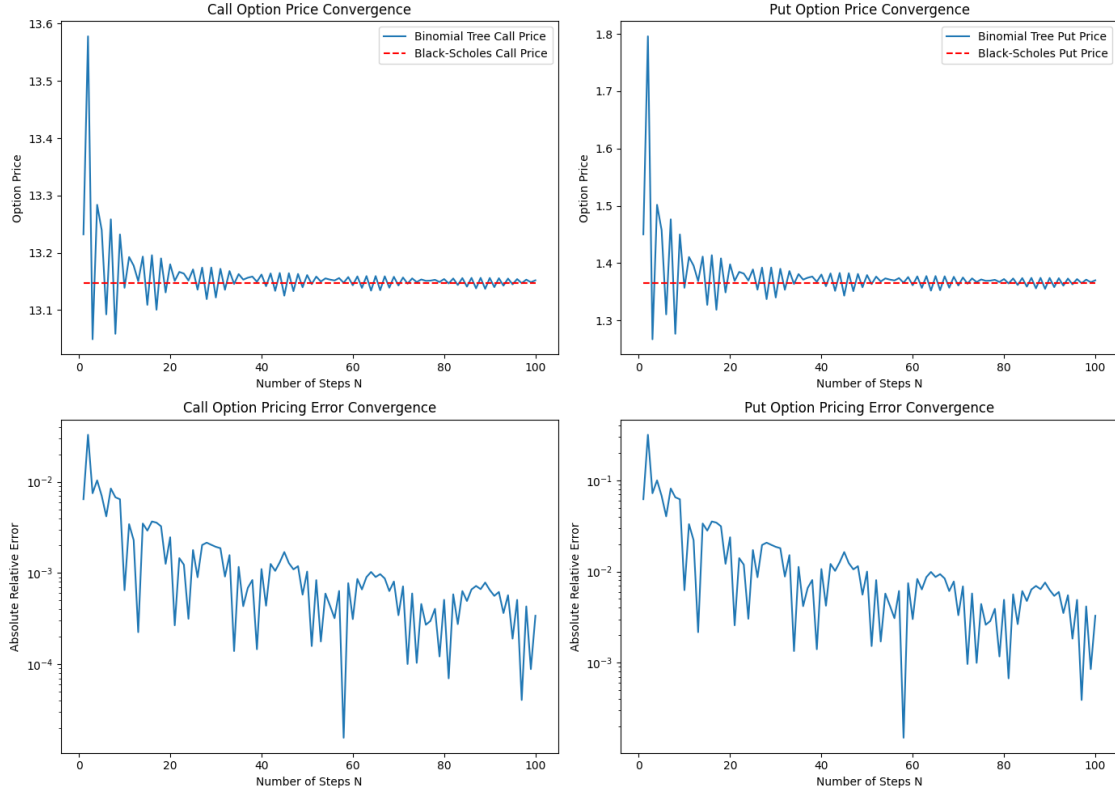 Call Option Price Convergence
13.6
13.5
13.4
13.3
13.2
13.1
Option Price
Binomial Tree Call Price
Black-Scholes Call Price
0
20
40
60
80
100
Number of Steps N
Put Option Price Convergence
1.8
1.7
1.6
1.5
1.4
1.3
Option Price
Binomial Tree Put Price
Black-Scholes Put Price
0
20
40
60
80
100
Number of Steps N
Call Option Pricing Error Convergence
10⁻²
10⁻³
10⁻⁴
Absolute Relative Error
0
20
40
60
80
100
Number of Steps N
Put Option Pricing Error Convergence
10⁻¹
10⁻²
10⁻³
Absolute Relative Error
0
20
40
60
80
100
Number of Steps N